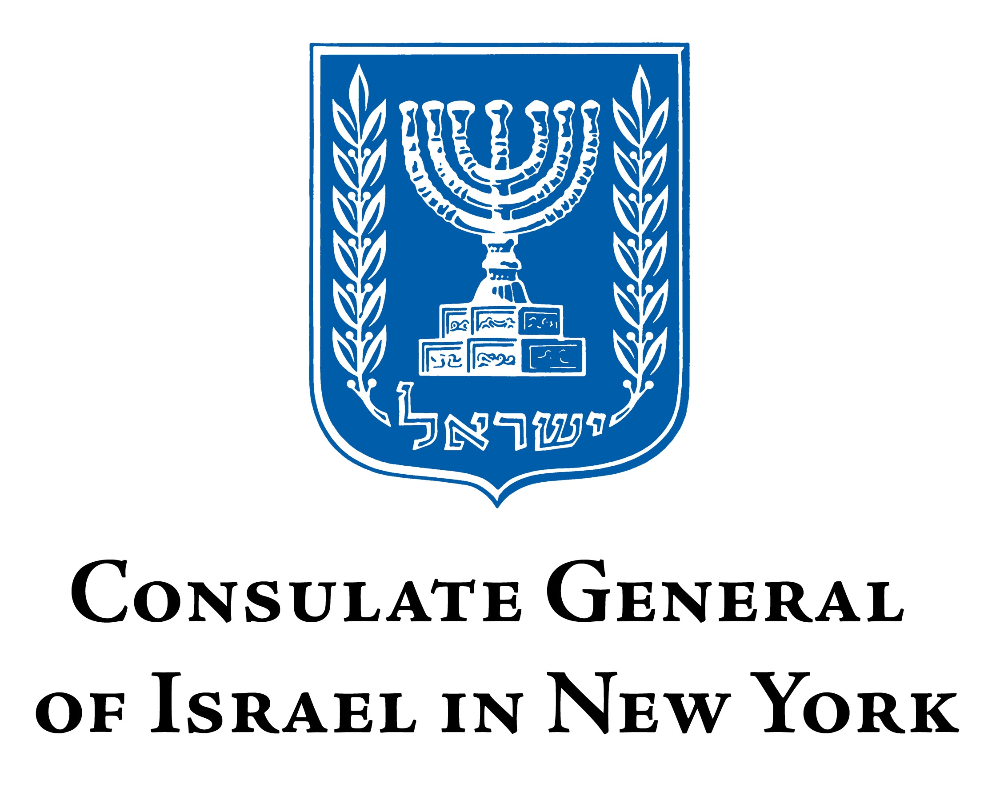 ישראל
Consulate General
of Israel in New York